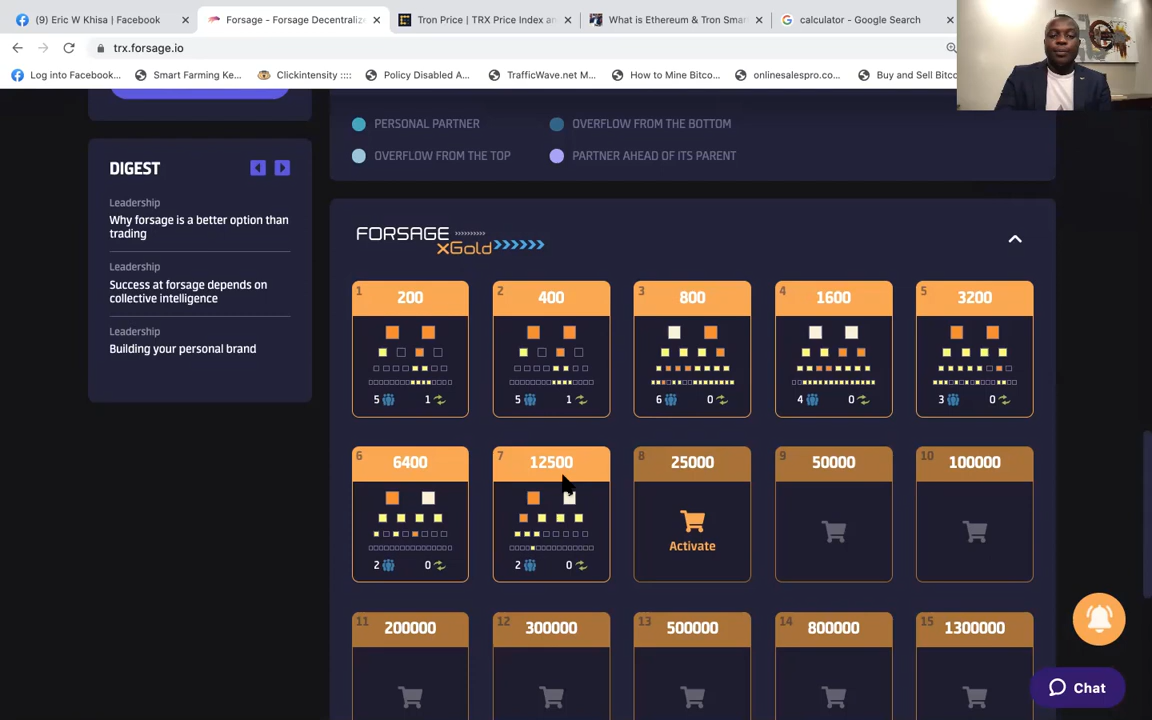 (9) Eric W Khisa | Facebook
Forsage - Forsage Decentraliz
Tron Price | TRX Price Index an
What is Ethereum & Tron Smar
calculator - Google Search
trx.forsage.io
Log into Facebook...
Smart Farming Ke...
Clickintensity ::::
Policy Disabled A...
TrafficWave.net M...
How to Mine Bitco...
onlinesalespro.co...
Buy and Sell Bitco
PERSONAL PARTNER
OVERFLOW FROM THE BOTTOM
OVERFLOW FROM THE TOP
PARTNER AHEAD OF ITS PARENT
DIGEST
Leadership
Why forsage is a better option than
trading
Leadership
Success at forsage depends on
collective intelligence
Leadership
Building your personal brand
FORSAGE
xGold
1 200
2 400
3 800
4 1600
5 3200
5 1
5 1
6 0
4 0
3 0
6 6400
7 12500
8 25000
9 50000
10 100000
Activate
2 0
2 0
11 200000
12 300000
13 500000
14 800000
15 1300000
Chat